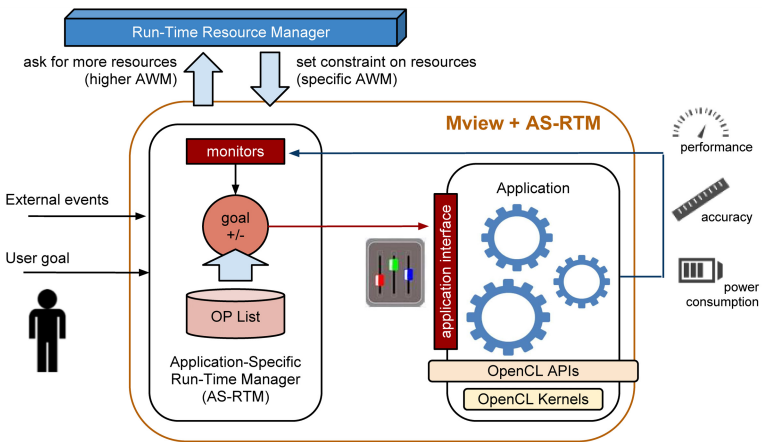 Run-Time Resource Manager
ask for more resources
(higher AWM)
set constraint on resources
(specific AWM)
Mview + AS-RTM
monitors
performance
External events
goal
+/-
Application
application interface
accuracy
User goal
power
consumption
OP List
Application-Specific
Run-Time Manager
(AS-RTM)
OpenCL APIs
OpenCL Kernels